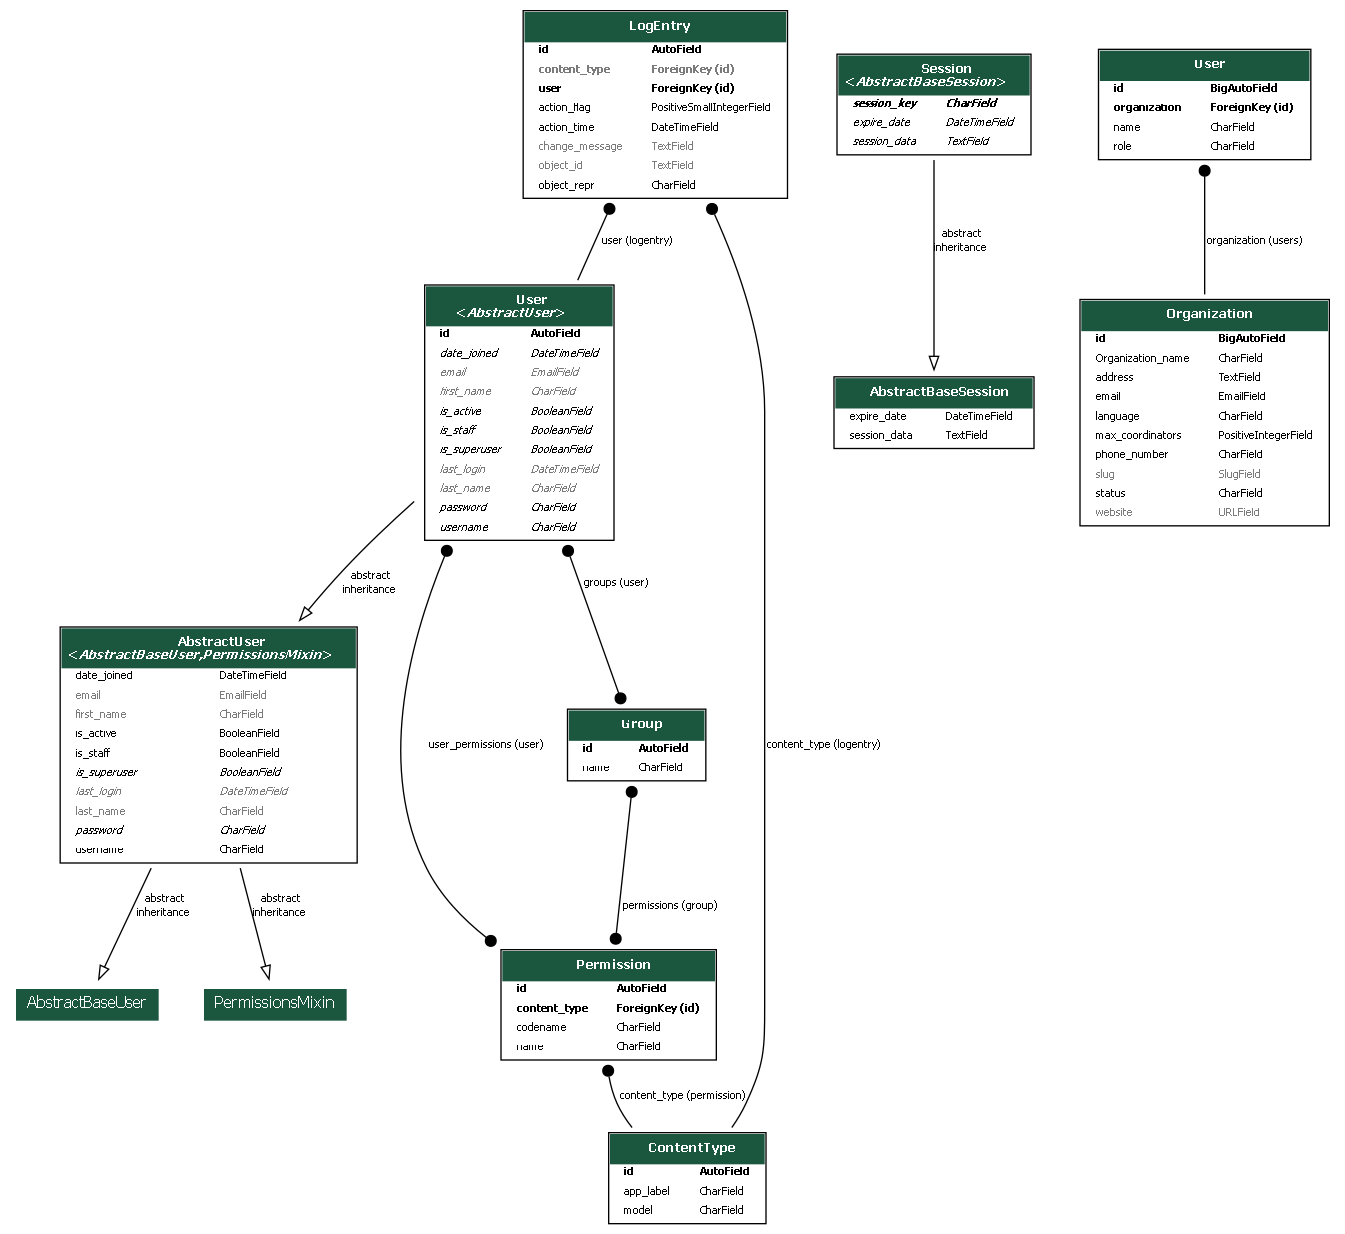 LogEntry
id AutoField
content_type ForeignKey (id)
user ForeignKey (id)
action_flag PositiveSmallIntegerField
action_time DateTimeField
change_message TextField
object_id TextField
object_repr CharField
Session
<AbstractBaseSession>
session_key CharField
expire_date DateTimeField
session_data TextField
User
id BigAutoField
organization ForeignKey (id)
name CharField
role CharField
user (logentry)
abstract
inheritance
organization (users)
User
<AbstractUser>
id AutoField
date_joined DateTimeField
email EmailField
first_name CharField
is_active BooleanField
is_staff BooleanField
is_superuser BooleanField
last_login DateTimeField
last_name CharField
password CharField
username CharField
AbstractBaseSession
expire_date DateTimeField
session_data TextField
Organization
id BigAutoField
Organization_name CharField
address TextField
email EmailField
language CharField
max_coordinators PositiveIntegerField
phone_number CharField
slug SlugField
status CharField
website URLField
abstract
inheritance
groups (user)
AbstractUser
<AbstractBaseUser,PermissionsMixin>
date_joined DateTimeField
email EmailField
first_name CharField
is_active BooleanField
is_staff BooleanField
is_superuser BooleanField
last_login DateTimeField
last_name CharField
password CharField
username CharField
user_permissions (user)
Group
id AutoField
name CharField
content_type (logentry)
abstract
inheritance
abstract
inheritance
permissions (group)
AbstractBaseUser
PermissionsMixin
Permission
id AutoField
content_type ForeignKey (id)
codename CharField
name CharField
content_type (permission)
ContentType
id AutoField
app_label CharField
model CharField